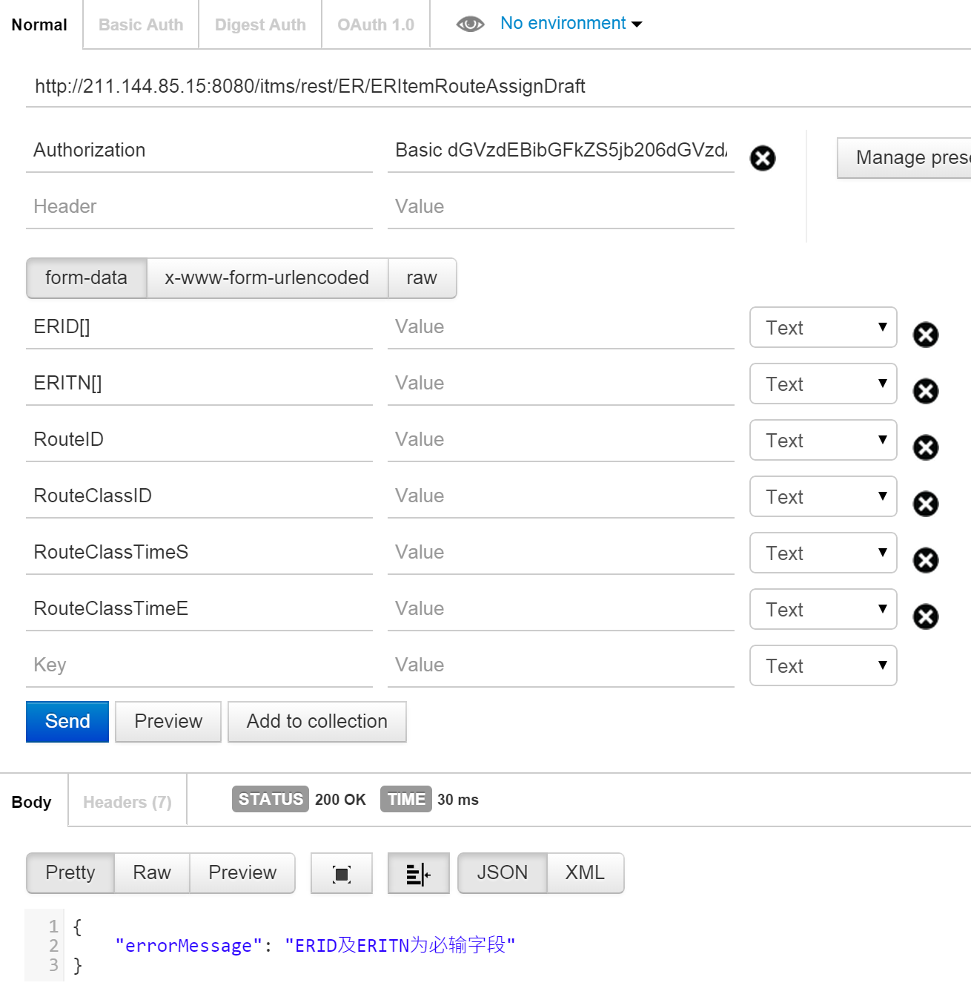 Normal Basic Auth Digest Auth OAuth 1.0 No environment
http://211.144.85.15:8080/itms/rest/ER/ERItemRouteAssignDraft
Authorization Basic dGVzdEBibGFkZS5jb206dGVzdA Manage prese
Header Value
form-data x-www-form-urlencoded raw
ERID[] Value Text
ERITN[] Value Text
RouteID Value Text
RouteClassID Value Text
RouteClassTimeS Value Text
RouteClassTimeE Value Text
Key Value Text
Send Preview Add to collection
Body Headers (7) STATUS 200 OK TIME 30 ms
Pretty Raw Preview JSON XML
1 {
2 "errorMessage": "ERID及ERITN为必输字段"
3 }